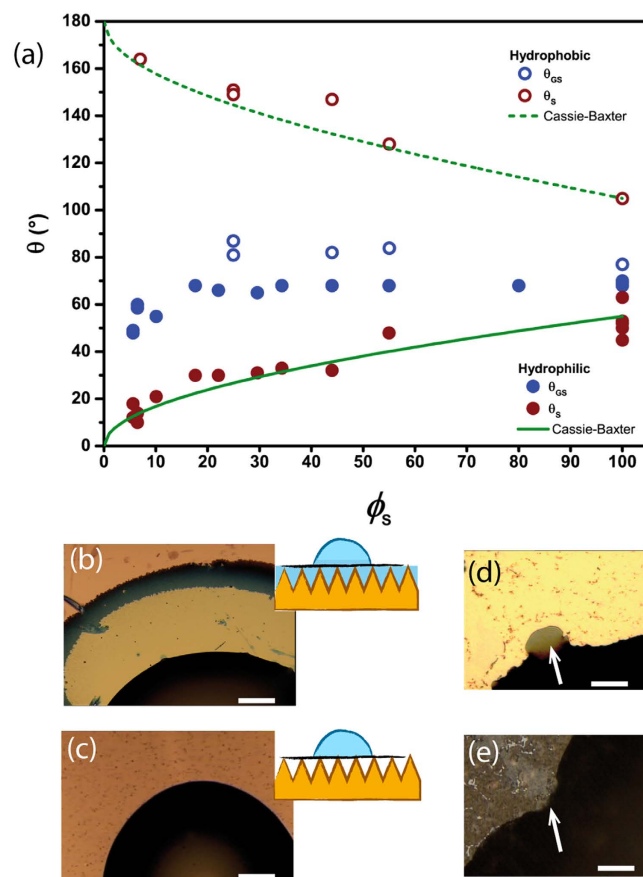 (a)
180
160
140
120
100
80
60
40
20
0
θ (°)
Hydrophobic
θGS
θS
Cassie-Baxter
Hydrophilic
θGS
θS
Cassie-Baxter
0 10 20 30 40 50 60 70 80 90 100
ϕs
(b)
(d)
(c)
(e)